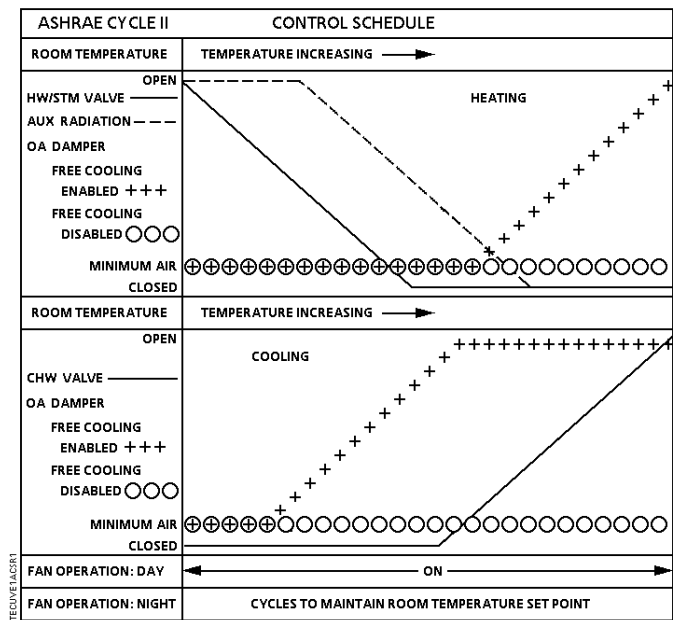 ASHRAE CYCLE II CONTROL SCHEDULE
ROOM TEMPERATURE TEMPERATURE INCREASING
OPEN
HW/STM VALVE
HEATING
AUX RADIATION
OA DAMPER
FREE COOLING
ENABLED
FREE COOLING
DISABLED
MINIMUM AIR
CLOSED
ROOM TEMPERATURE TEMPERATURE INCREASING
OPEN
COOLING
CHW VALVE
OA DAMPER
FREE COOLING
ENABLED
FREE COOLING
DISABLED
MINIMUM AIR
CLOSED
FAN OPERATION: DAY ON
FAN OPERATION: NIGHT CYCLES TO MAINTAIN ROOM TEMPERATURE SET POINT
TECUVE1ACSR1